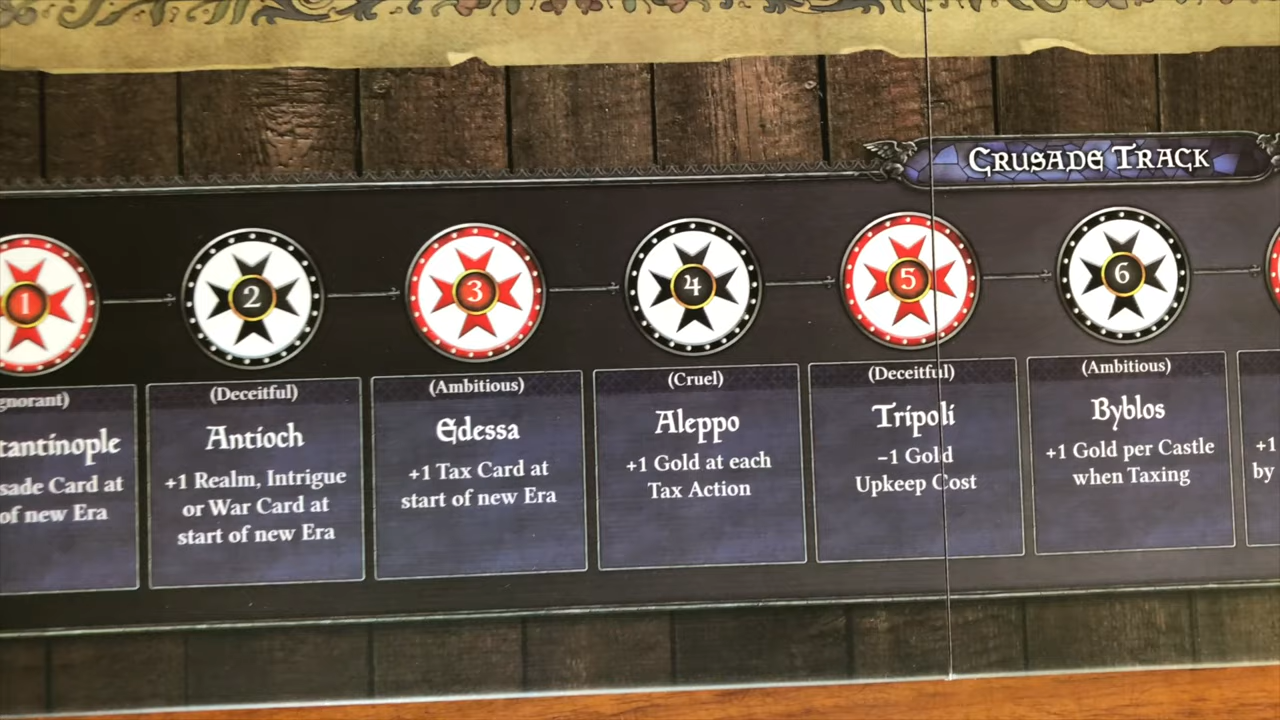 CRUSADE TRACK
1
2
3
4
5
6
gnorant)
tantinople
sade Card at
of new Era
(Deceitful)
Antioch
+1 Realm, Intrigue
or War Card at
start of new Era
(Ambitious)
Edessa
+1 Tax Card at
start of new Era
(Cruel)
Aleppo
+1 Gold at each
Tax Action
(Deceitful)
Tripoli
-1 Gold
Upkeep Cost
(Ambitious)
Byblos
+1 Gold per Castle
when Taxing
+1
by